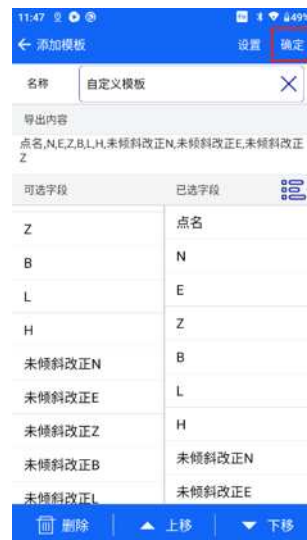 11:47
49%
添加模板
设置
确定
名称
自定义模板
导出内容
点名,N,E,Z,B,L,H,未倾斜改正N,未倾斜改正E,未倾斜改正
Z
可选字段
已选字段
Z
B
L
H
未倾斜改正N
未倾斜改正E
未倾斜改正Z
未倾斜改正B
未倾斜改正L
点名
N
E
Z
B
L
H
未倾斜改正N
未倾斜改正E
删除
上移
下移